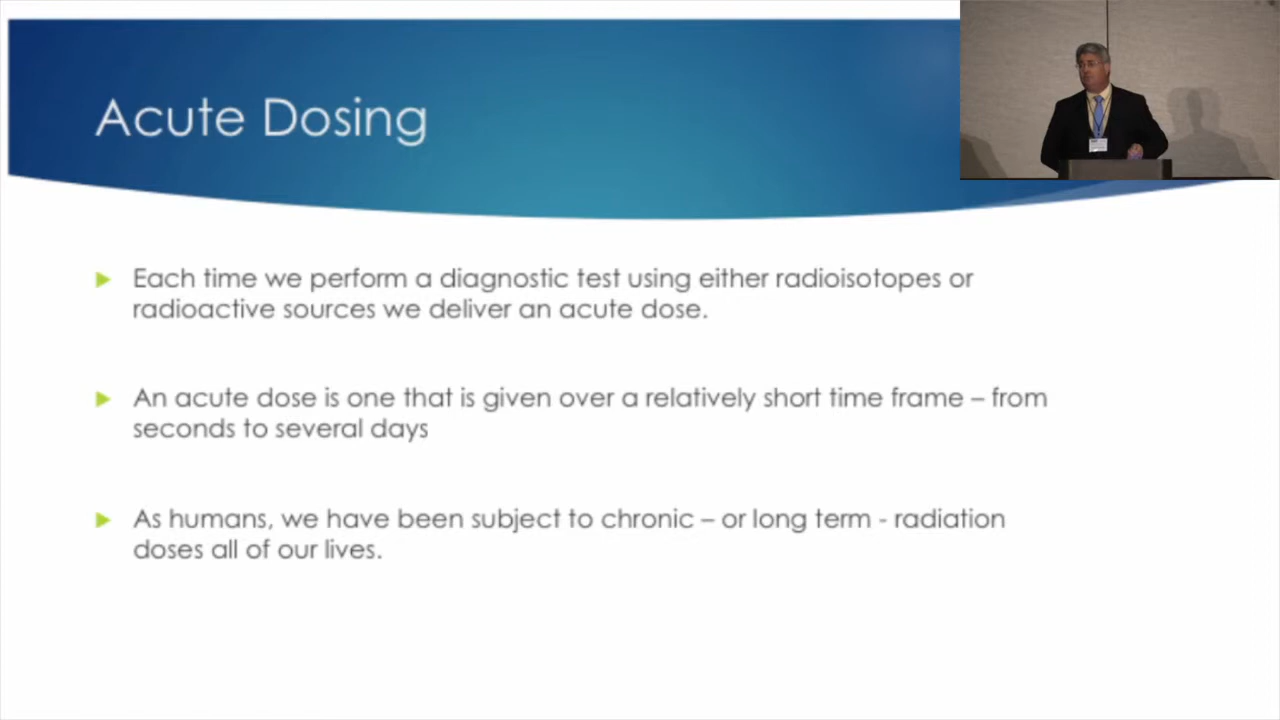 Acute Dosing
Each time we perform a diagnostic test using either radioisotopes or
radioactive sources we deliver an acute dose.
An acute dose is one that is given over a relatively short time frame – from
seconds to several days
As humans, we have been subject to chronic – or long term - radiation
doses all of our lives.